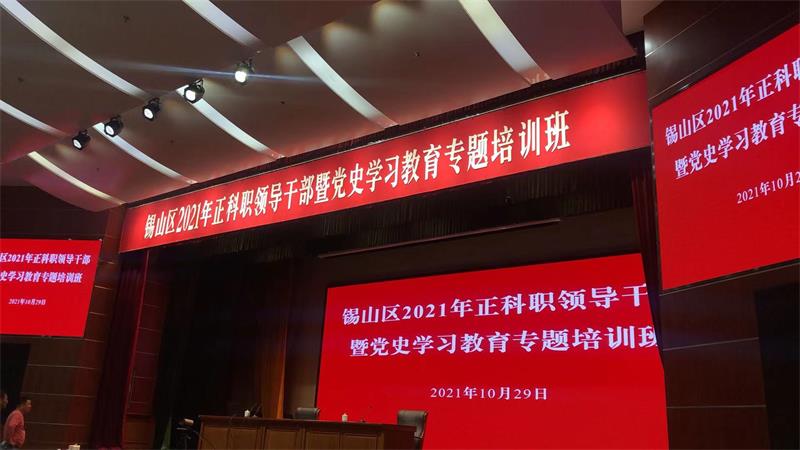 锡山区2021年正科职领导干部暨党史学习教育专题培训班
区2021年正科职领导干部
史学习教育专题培训班
2021年10月29日
锡山区2021年正科职领导干
暨党史学习教育专题培训班
2021年10月29日
锡山区2021年正科职
暨党史学习教育专
2021年10月2